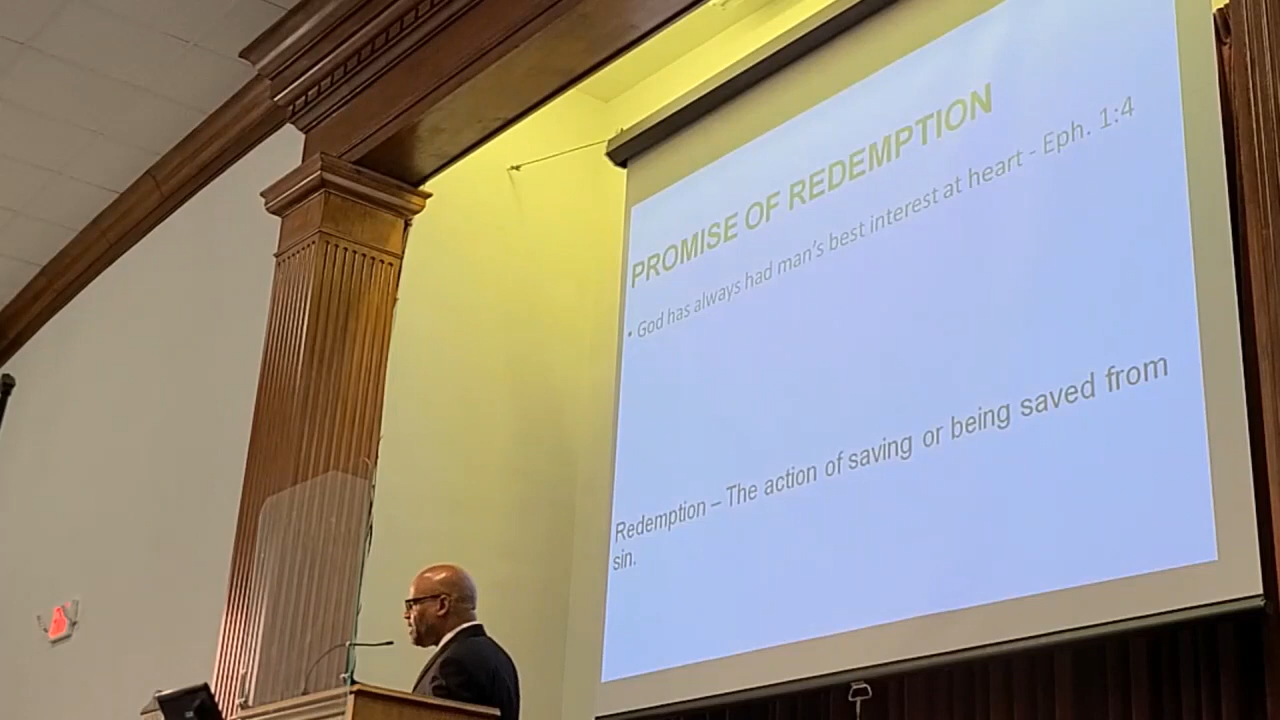 PROMISE OF REDEMPTION
• God has always had man's best interest at heart - Eph. 1:4
Redemption – The action of saving or being saved from
sin.